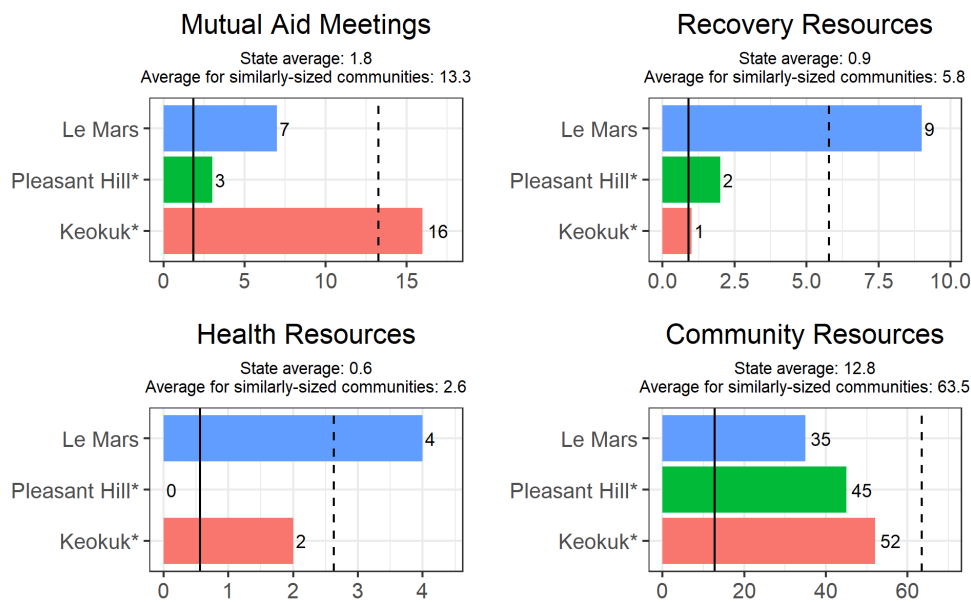 Mutual Aid Meetings
State average: 1.8
Average for similarly-sized communities: 13.3
Le Mars
7
Pleasant Hill*
3
Keokuk*
16
0 5 10 15
Recovery Resources
State average: 0.9
Average for similarly-sized communities: 5.8
Le Mars
9
Pleasant Hill*
2
Keokuk*
1
0.0 2.5 5.0 7.5 10.0
Health Resources
State average: 0.6
Average for similarly-sized communities: 2.6
Le Mars
4
Pleasant Hill*
0
Keokuk*
2
0 1 2 3 4
Community Resources
State average: 12.8
Average for similarly-sized communities: 63.5
Le Mars
35
Pleasant Hill*
45
Keokuk*
52
0 20 40 60